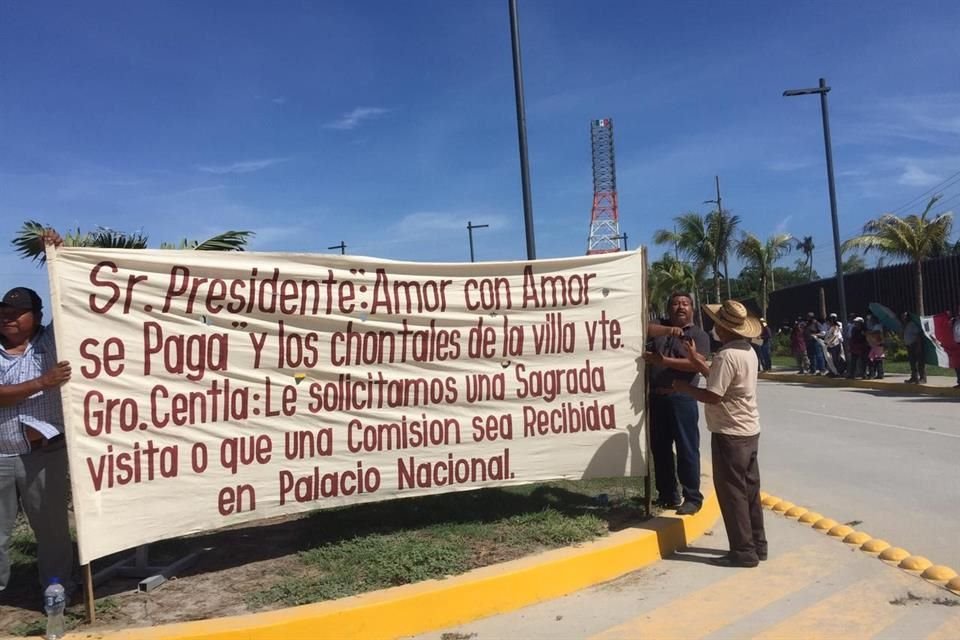 Sr. Presidente: "Amor con Amor
se Paga" y los chontales de la villa vte.
Gro. Centla: Le solicitamos una Sagrada
visita o que una Comision sea Recibida
en Palacio Nacional.